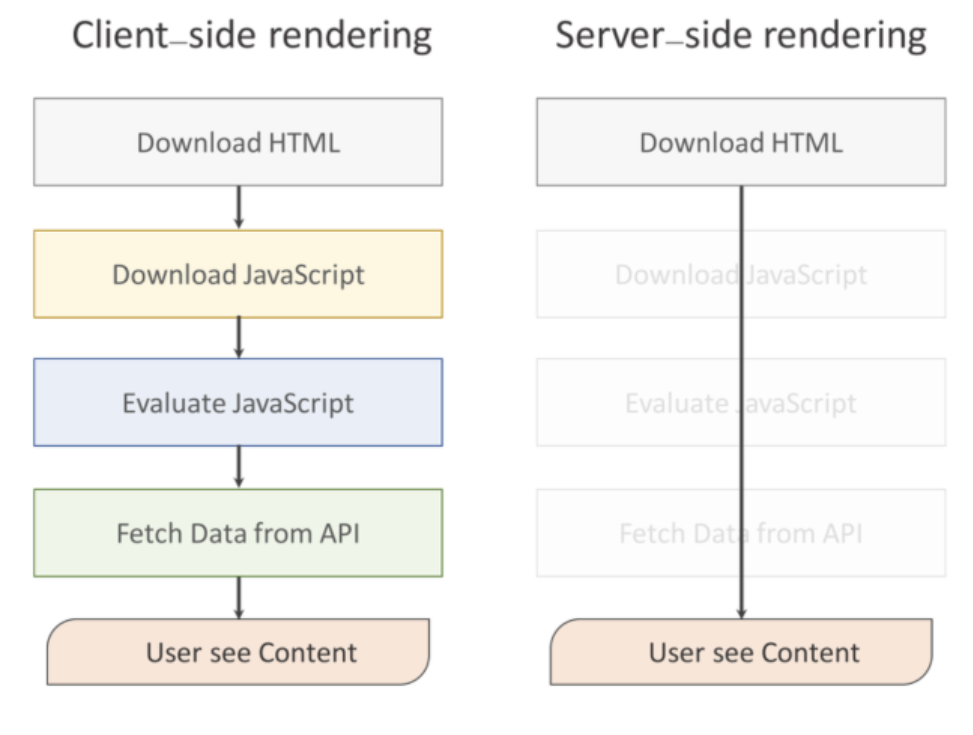 Client–side rendering
Download HTML
Download JavaScript
Evaluate JavaScript
Fetch Data from API
User see Content
Server–side rendering
Download HTML
Download JavaScript
Evaluate JavaScript
Fetch Data from API
User see Content